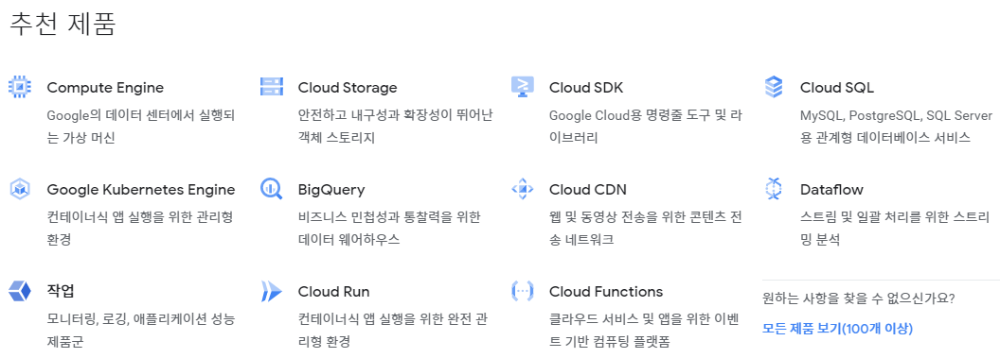 추천 제품
Compute Engine
Google의 데이터 센터에서 실행되
는 가상 머신
Cloud Storage
안전하고 내구성과 확장성이 뛰어난
객체 스토리지
Cloud SDK
Google Cloud용 명령줄 도구 및 라
이브러리
Cloud SQL
MySQL, PostgreSQL, SQL Server
용 관계형 데이터베이스 서비스
Google Kubernetes Engine
컨테이너식 앱 실행을 위한 관리형
환경
BigQuery
비즈니스 민첩성과 통찰력을 위한
데이터 웨어하우스
Cloud CDN
웹 및 동영상 전송을 위한 콘텐츠 전
송 네트워크
Dataflow
스트림 및 일괄 처리를 위한 스트리
밍 분석
작업
모니터링, 로깅, 애플리케이션 성능
제품군
Cloud Run
컨테이너식 앱 실행을 위한 완전 관
리형 환경
Cloud Functions
클라우드 서비스 및 앱을 위한 이벤
트 기반 컴퓨팅 플랫폼
원하는 사항을 찾을 수 없으신가요?
모든 제품 보기(100개 이상)